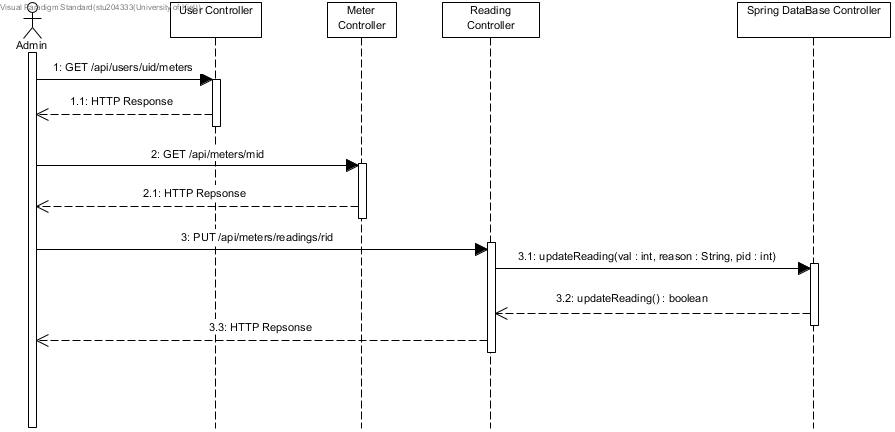 Visual Paradigm Standard(stu204333(University of
User Controller
Meter
Controller
Reading
Controller
Spring DataBase Controller
Admin
1: GET /api/users/uid/meters
1.1: HTTP Response
2: GET /api/meters/mid
2.1: HTTP Repsonse
3: PUT /api/meters/readings/rid
3.1: updateReading(val : int, reason : String, pid : int)
3.2: updateReading() : boolean
3.3: HTTP Repsonse